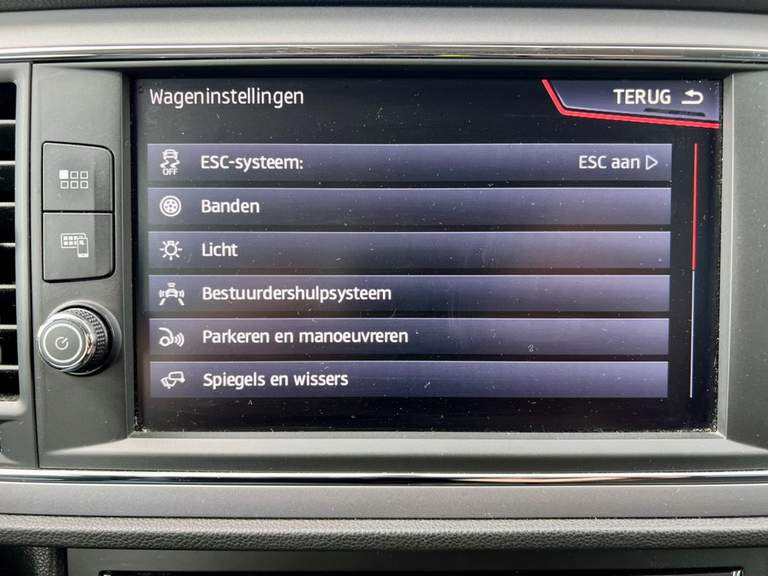 Wageninstellingen
TERUG
ESC-systeem: ESC aan
OFF
Banden
Licht
Bestuurdershulpsysteem
Parkeren en manoeuvreren
Spiegels en wissers